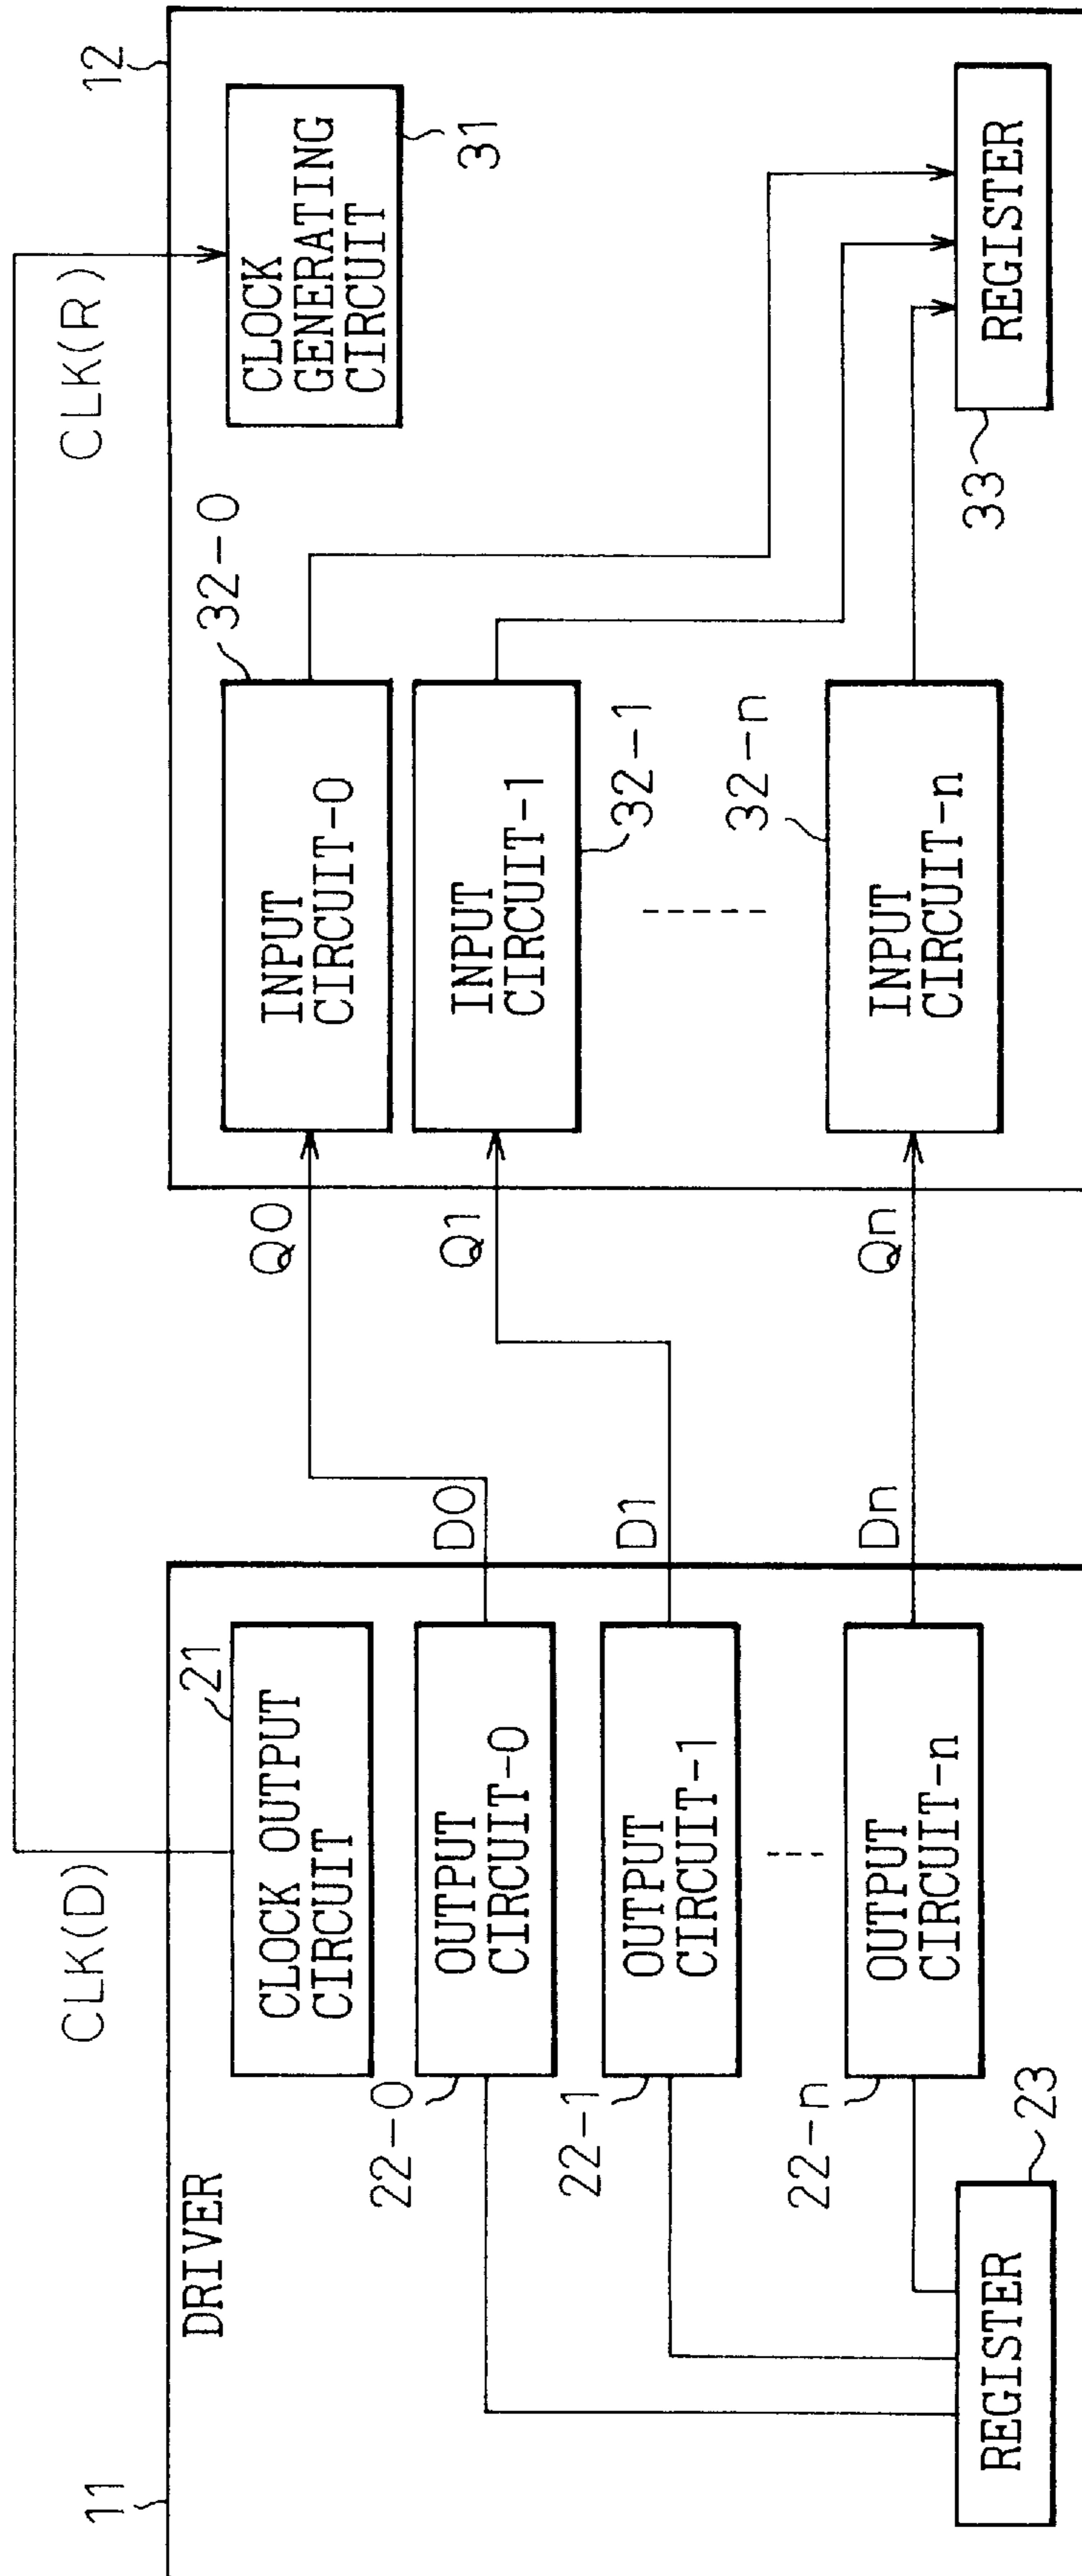 CLK(D)
CLK(R)
11
DRIVER
12
21
CLOCK OUTPUT
CIRCUIT
22-0
OUTPUT
CIRCUIT-0
D0
22-1
OUTPUT
CIRCUIT-1
D1
22-n
OUTPUT
CIRCUIT-n
Dn
REGISTER
23
Q0
INPUT
CIRCUIT-0
32-0
Q1
INPUT
CIRCUIT-1
32-1
Qn
INPUT
CIRCUIT-n
32-n
CLOCK
GENERATING
CIRCUIT
31
REGISTER
33